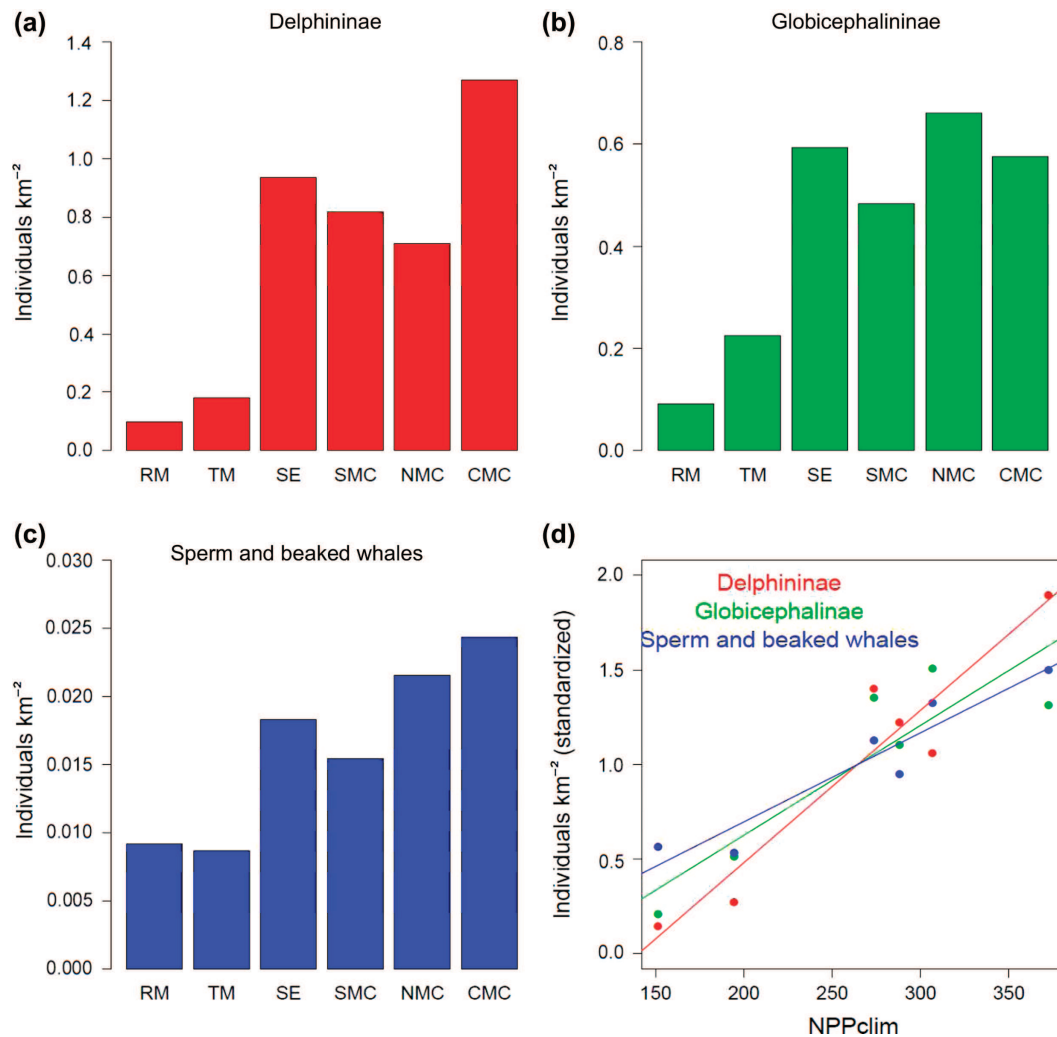 (a) Delphininae
Individuals km⁻²
1.4
1.2
1.0
0.8
0.6
0.4
0.2
0.0
RM TM SE SMC NMC CMC
(b) Globicephalininae
Individuals km⁻²
0.8
0.6
0.4
0.2
0.0
RM TM SE SMC NMC CMC
(c) Sperm and beaked whales
Individuals km⁻²
0.030
0.025
0.020
0.015
0.010
0.005
0.000
RM TM SE SMC NMC CMC
(d)
Individuals km⁻² (standardized)
2.0
1.5
1.0
0.5
0.0
Delphininae
Globicephalinae
Sperm and beaked whales
150 200 250 300 350
NPPclim